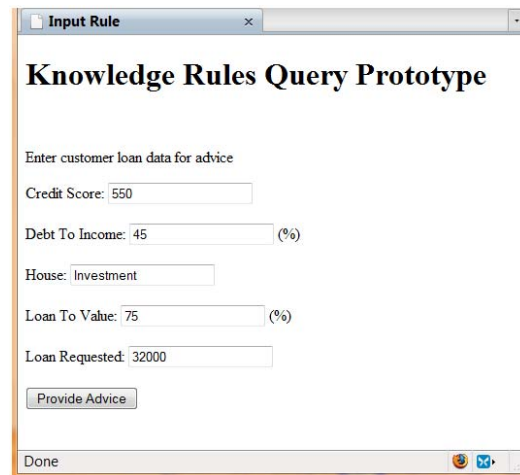 Input Rule
Knowledge Rules Query Prototype
Enter customer loan data for advice
Credit Score: 550
Debt To Income: 45 (%)
House: Investment
Loan To Value: 75 (%)
Loan Requested: 32000
Provide Advice
Done